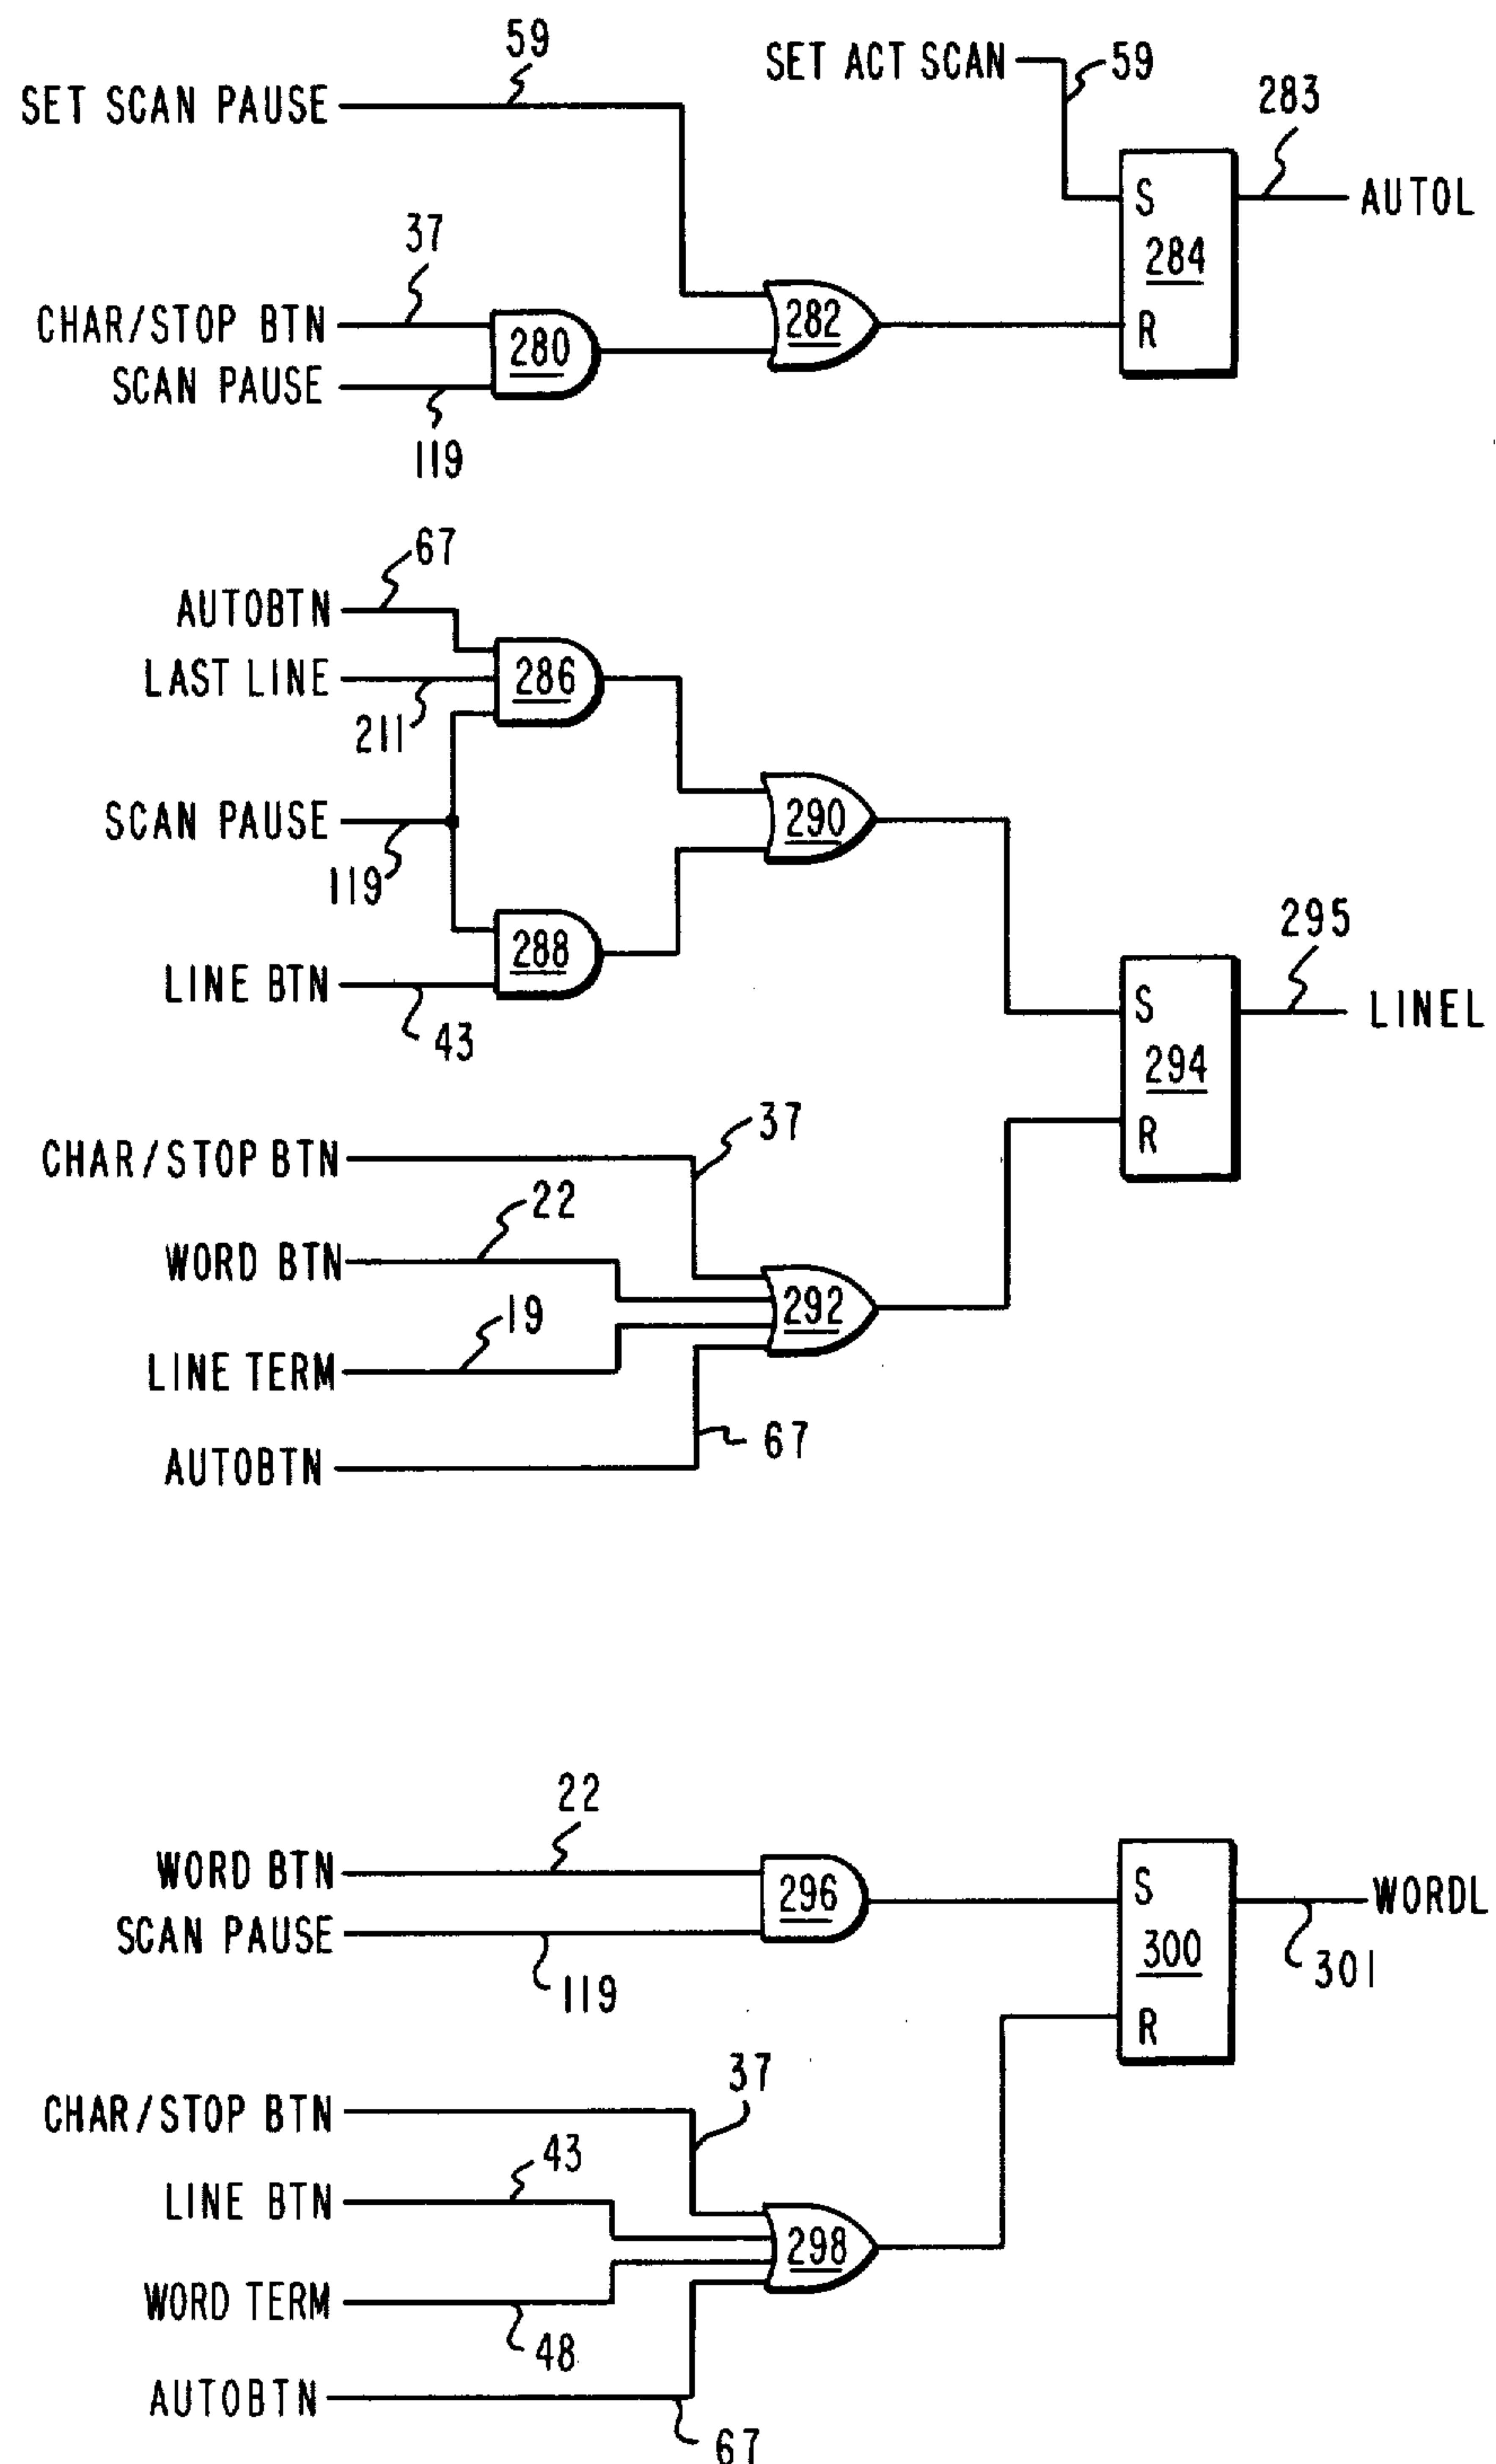 59
SET ACT SCAN
59
SET SCAN PAUSE
283
S
AUTOL
284
37
CHAR/STOP BTN
280
282
R
SCAN PAUSE
119
67
AUTOBTN
LAST LINE
286
211
SCAN PAUSE
290
119
288
295
LINE BTN
S
LINEL
43
294
37
R
CHAR/STOP BTN
22
WORD BTN
292
19
LINE TERM
67
AUTOBTN
22
WORD BTN
296
S
WORDL
SCAN PAUSE
300
119
301
R
37
CHAR/STOP BTN
43
LINE BTN
298
WORD TERM
48
AUTOBTN
67